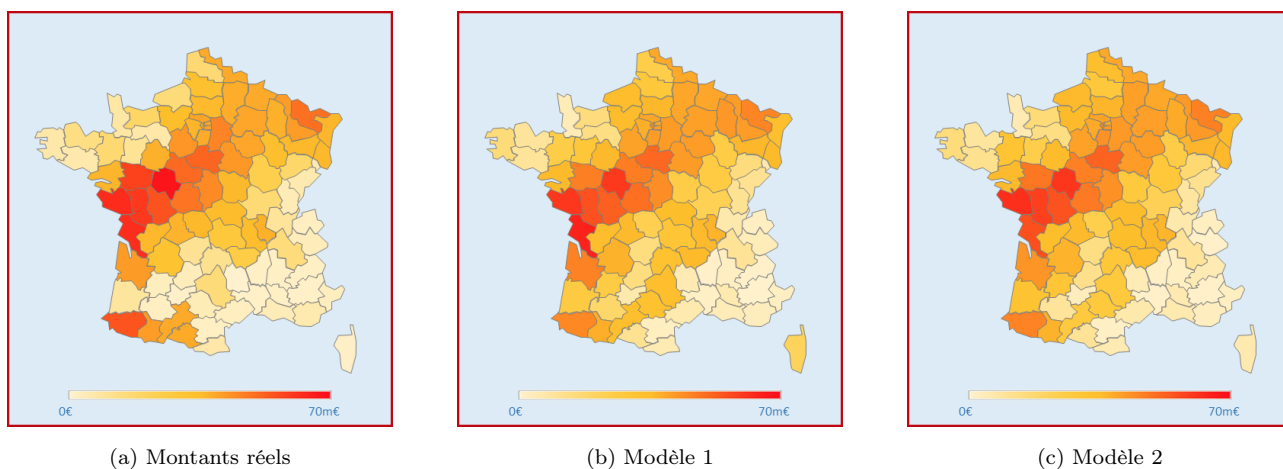 0€ 70m€
0€ 70m€
0€ 70m€
(a) Montants réels
(b) Modèle 1
(c) Modèle 2